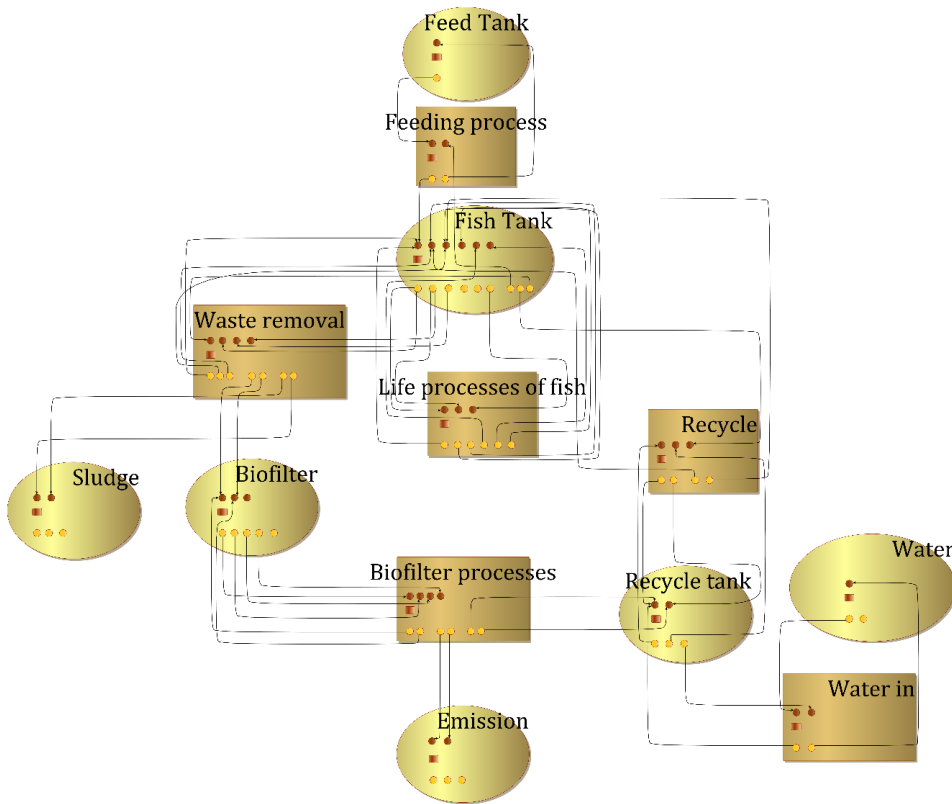 Feed Tank
Feeding process
Fish Tank
Waste removal
Life processes of fish
Recycle
Sludge
Biofilter
Water
Biofilter processes
Recycle tank
Water in
Emission